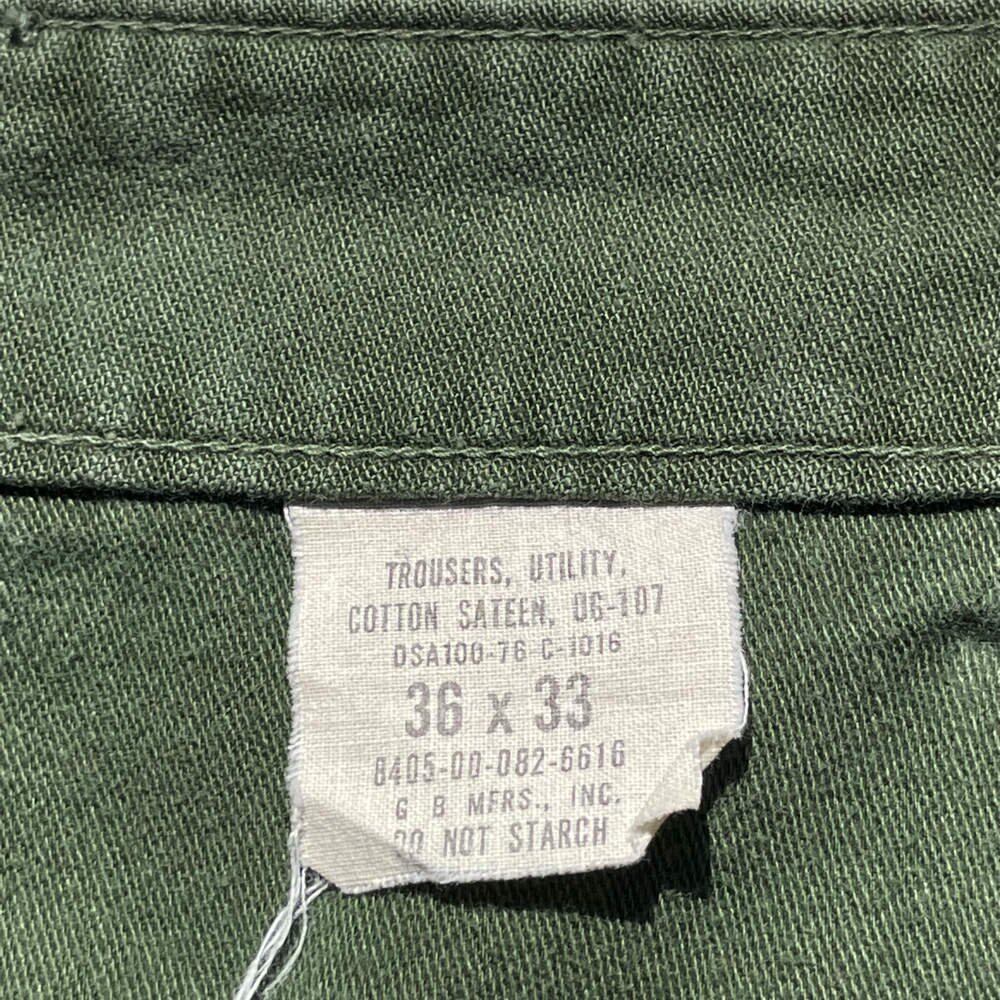 TROUSERS, UTILITY,
COTTON SATEEN, OG-107
DSA100-76-C-1016
36 x 33
8405-00-082-6616
G B MFRS., INC.
DO NOT STARCH